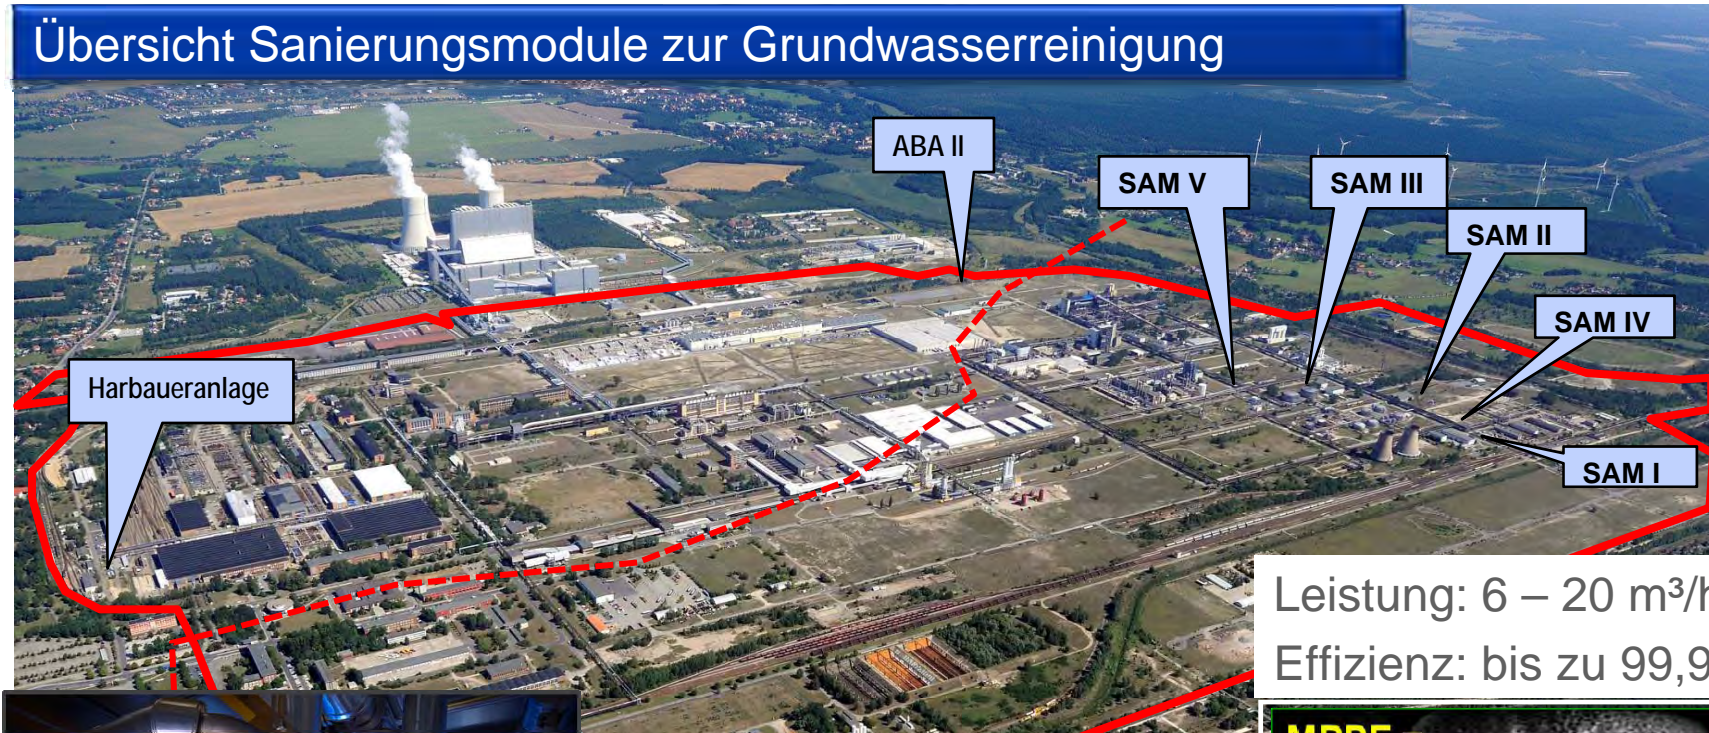 Übersicht Sanierungsmodule zur Grundwasserreinigung
ABA II
SAM V
SAM III
SAM II
SAM IV
Harbaueranlage
SAM I
Leistung: 6 – 20 m³/h
Effizienz: bis zu 99,9